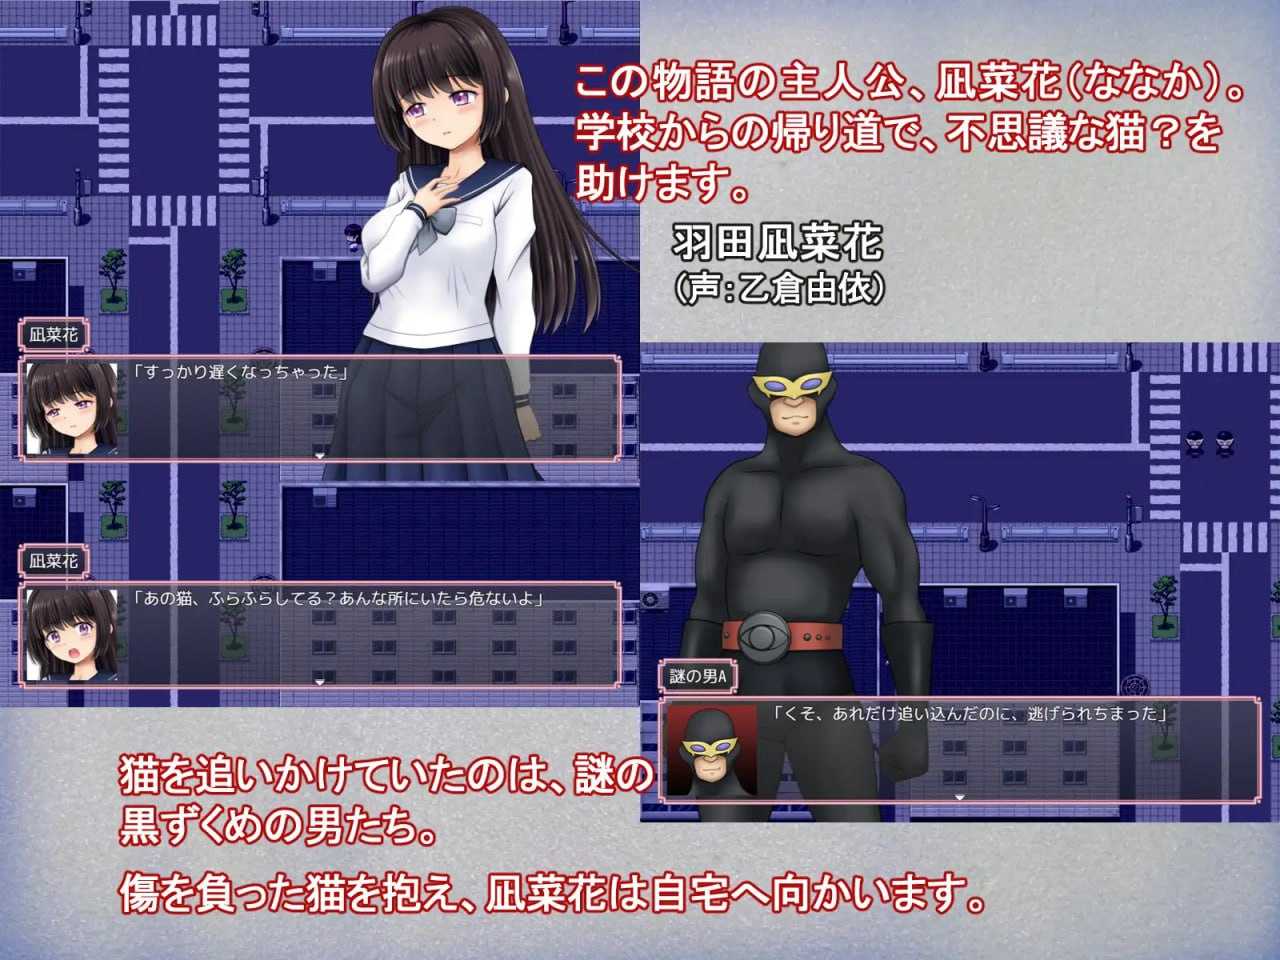 この物語の主人公、凪菜花（ななか）。
学校からの帰り道で、不思議な猫？を
助けます。
羽田凪菜花
（声：乙倉由依）
凪菜花
「すっかり遅くなっちゃった」
凪菜花
「あの猫、ふらふらしてる？あんな所にいたら危ないよ」
謎の男A
「くそ、あれだけ追い込んだのに、逃げられちまった」
猫を追いかけていたのは、謎の
黒ずくめの男たち。
傷を負った猫を抱え、凪菜花は自宅へ向かいます。